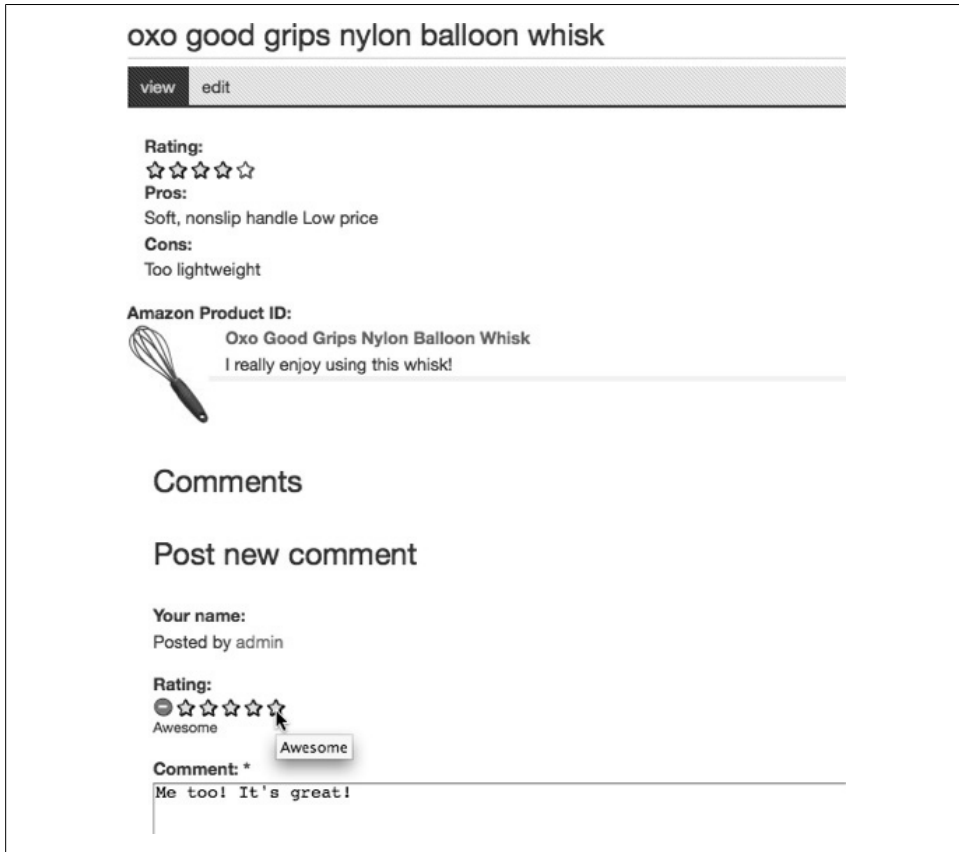 oxo good grips nylon balloon whisk
view edit
Rating:
Pros:
Soft, nonslip handle Low price
Cons:
Too lightweight
Amazon Product ID:
Oxo Good Grips Nylon Balloon Whisk
I really enjoy using this whisk!
Comments
Post new comment
Your name:
Posted by admin
Rating:
Awesome
Awesome
Comment: *
Me too! It's great!